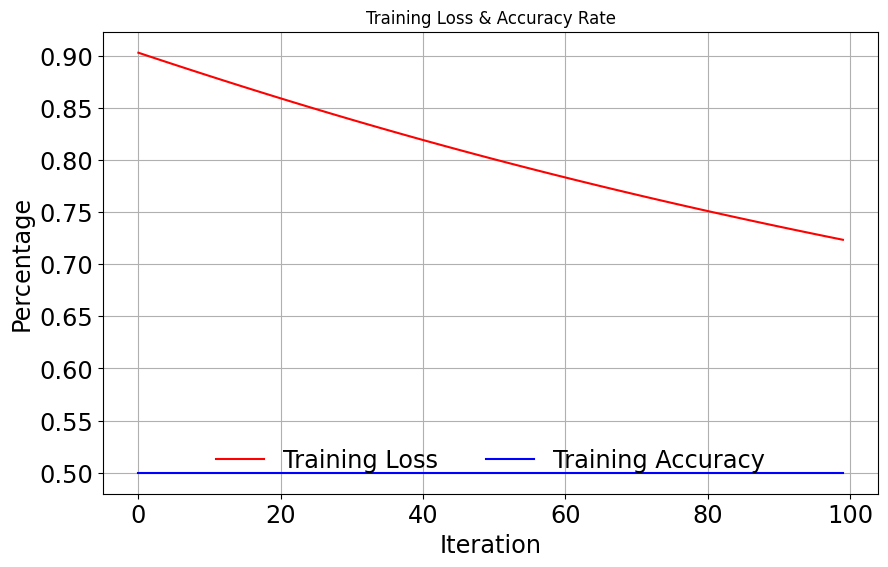 Training Loss & Accuracy Rate
Percentage
0.90
0.85
0.80
0.75
0.70
0.65
0.60
0.55
0.50
Training Loss Training Accuracy
0 20 40 60 80 100
Iteration